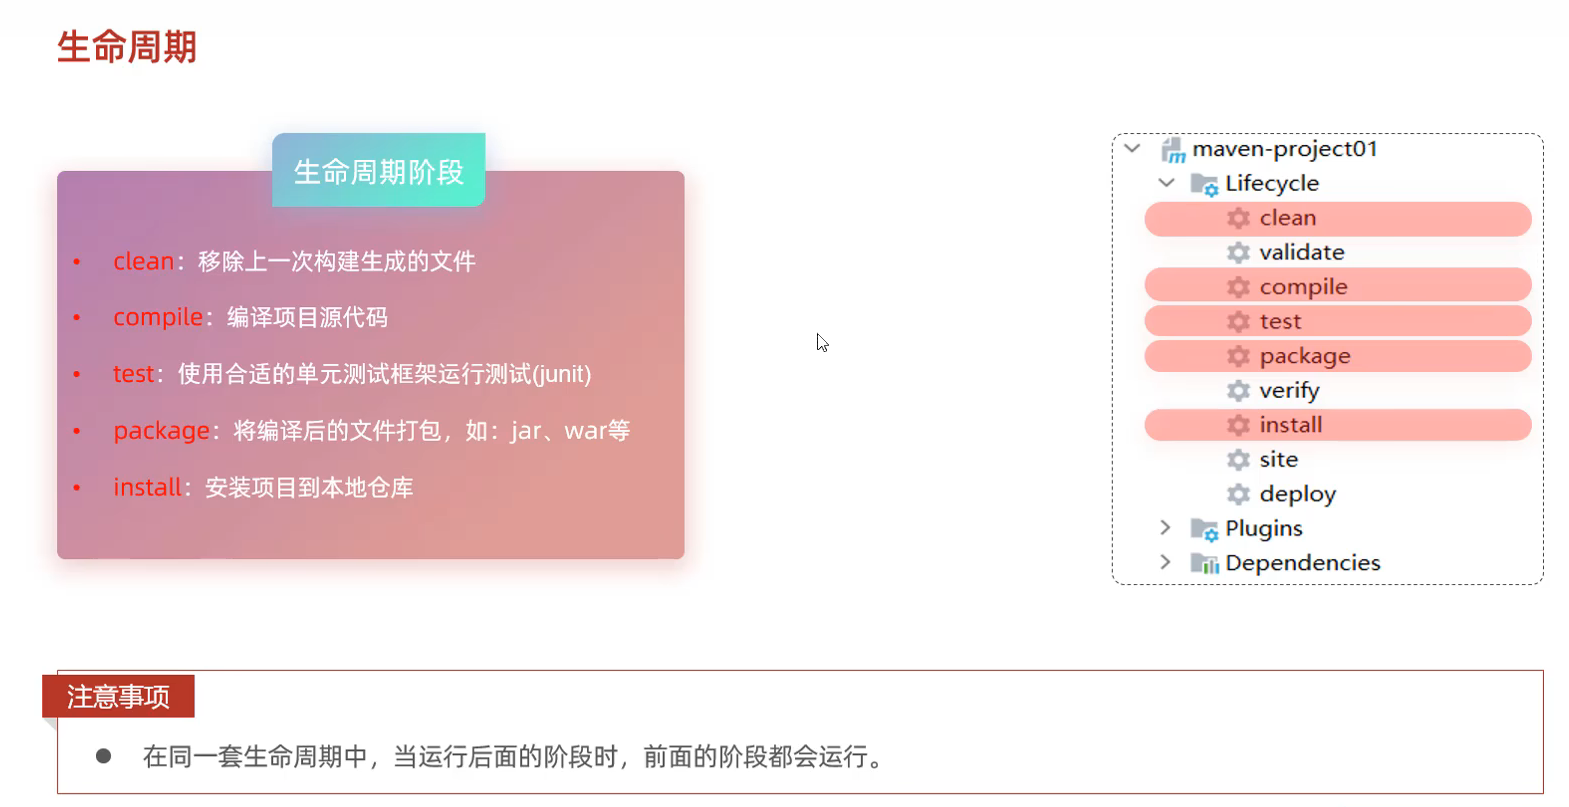 生命周期
生命周期阶段
• clean：移除上一次构建生成的文件
• compile：编译项目源代码
• test：使用合适的单元测试框架运行测试(junit)
• package：将编译后的文件打包，如：jar、war等
• install：安装项目到本地仓库
maven-project01
Lifecycle
clean
validate
compile
test
package
verify
install
site
deploy
Plugins
Dependencies
注意事项
● 在同一套生命周期中，当运行后面的阶段时，前面的阶段都会运行。